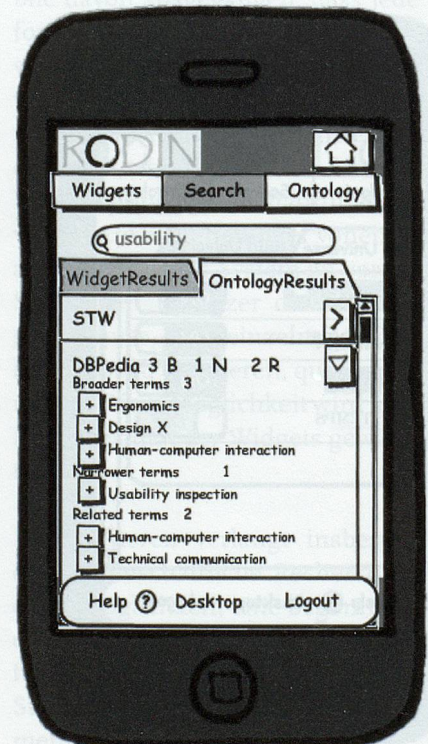 RODIN
Widgets Search Ontology
usability
WidgetResults OntologyResults
STW >
DBPedia 3 B 1 N 2 R
Broader terms 3
+ Ergonomics
+ Design X
+ Human-computer interaction
Narrower terms 1
+ Usability inspection
Related terms 2
+ Human-computer interaction
+ Technical communication
Help ? Desktop Logout